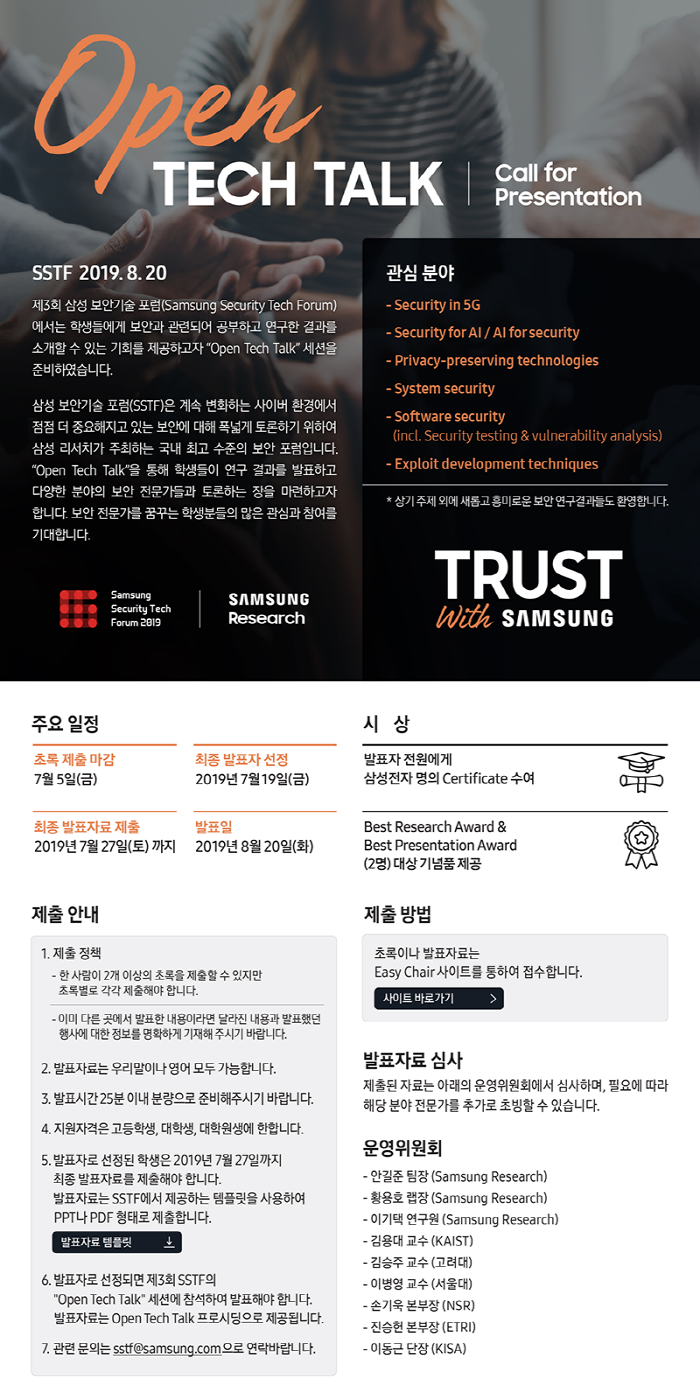 Open
TECH TALK
Call for
Presentation
SSTF 2019. 8. 20
제3회 삼성 보안기술 포럼(Samsung Security Tech Forum)
에서는 학생들에게 보안과 관련되어 공부하고 연구한 결과를
소개할 수 있는 기회를 제공하고자 “Open Tech Talk” 세션을
준비하였습니다.
삼성 보안기술 포럼(SSTF)은 계속 변화하는 사이버 환경에서
점점 더 중요해지고 있는 보안에 대해 폭넓게 토론하기 위하여
삼성 리서치가 주최하는 국내 최고 수준의 보안 포럼입니다.
“Open Tech Talk”을 통해 학생들이 연구 결과를 발표하고
다양한 분야의 보안 전문가들과 토론하는 장을 마련하고자
합니다. 보안 전문가를 꿈꾸는 학생분들의 많은 관심과 참여를
기대합니다.
Samsung
Security Tech
Forum 2019
SAMSUNG
Research
관심 분야
- Security in 5G
- Security for AI / AI for security
- Privacy-preserving technologies
- System security
- Software security
(incl. Security testing & vulnerability analysis)
- Exploit development techniques
* 상기 주제 외에 새롭고 흥미로운 보안 연구결과들도 환영합니다.
TRUST
With SAMSUNG
주요 일정
초록 제출 마감
7월 5일(금)
최종 발표자 선정
2019년 7월 19일(금)
최종 발표자료 제출
2019년 7월 27일(토) 까지
발표일
2019년 8월 20일(화)
시 상
발표자 전원에게
삼성전자 명의 Certificate 수여
Best Research Award &
Best Presentation Award
(2명) 대상 기념품 제공
제출 안내
1. 제출 정책
- 한 사람이 2개 이상의 초록을 제출할 수 있지만
초록별로 각각 제출해야 합니다.
- 이미 다른 곳에서 발표한 내용이라면 달라진 내용과 발표했던
행사에 대한 정보를 명확하게 기재해 주시기 바랍니다.
2. 발표자료는 우리말이나 영어 모두 가능합니다.
3. 발표시간 25분 이내 분량으로 준비해주시기 바랍니다.
4. 지원자격은 고등학생, 대학생, 대학원생에 한합니다.
5. 발표자로 선정된 학생은 2019년 7월 27일까지
최종 발표자료를 제출해야 합니다.
발표자료는 SSTF에서 제공하는 템플릿을 사용하여
PPT나 PDF 형태로 제출합니다.
발표자료 템플릿
6. 발표자로 선정되면 제3회 SSTF의
"Open Tech Talk" 세션에 참석하여 발표해야 합니다.
발표자료는 Open Tech Talk 프로시딩으로 제공됩니다.
7. 관련 문의는 sstf@samsung.com으로 연락바랍니다.
제출 방법
초록이나 발표자료는
Easy Chair 사이트를 통하여 접수합니다.
사이트 바로가기
발표자료 심사
제출된 자료는 아래의 운영위원회에서 심사하며, 필요에 따라
해당 분야 전문가를 추가로 초빙할 수 있습니다.
운영위원회
- 안길준 팀장 (Samsung Research)
- 황용호 랩장 (Samsung Research)
- 이기택 연구원 (Samsung Research)
- 김용대 교수 (KAIST)
- 김승주 교수 (고려대)
- 이병영 교수 (서울대)
- 손기욱 본부장 (NSR)
- 진승헌 본부장 (ETRI)
- 이동근 단장 (KISA)